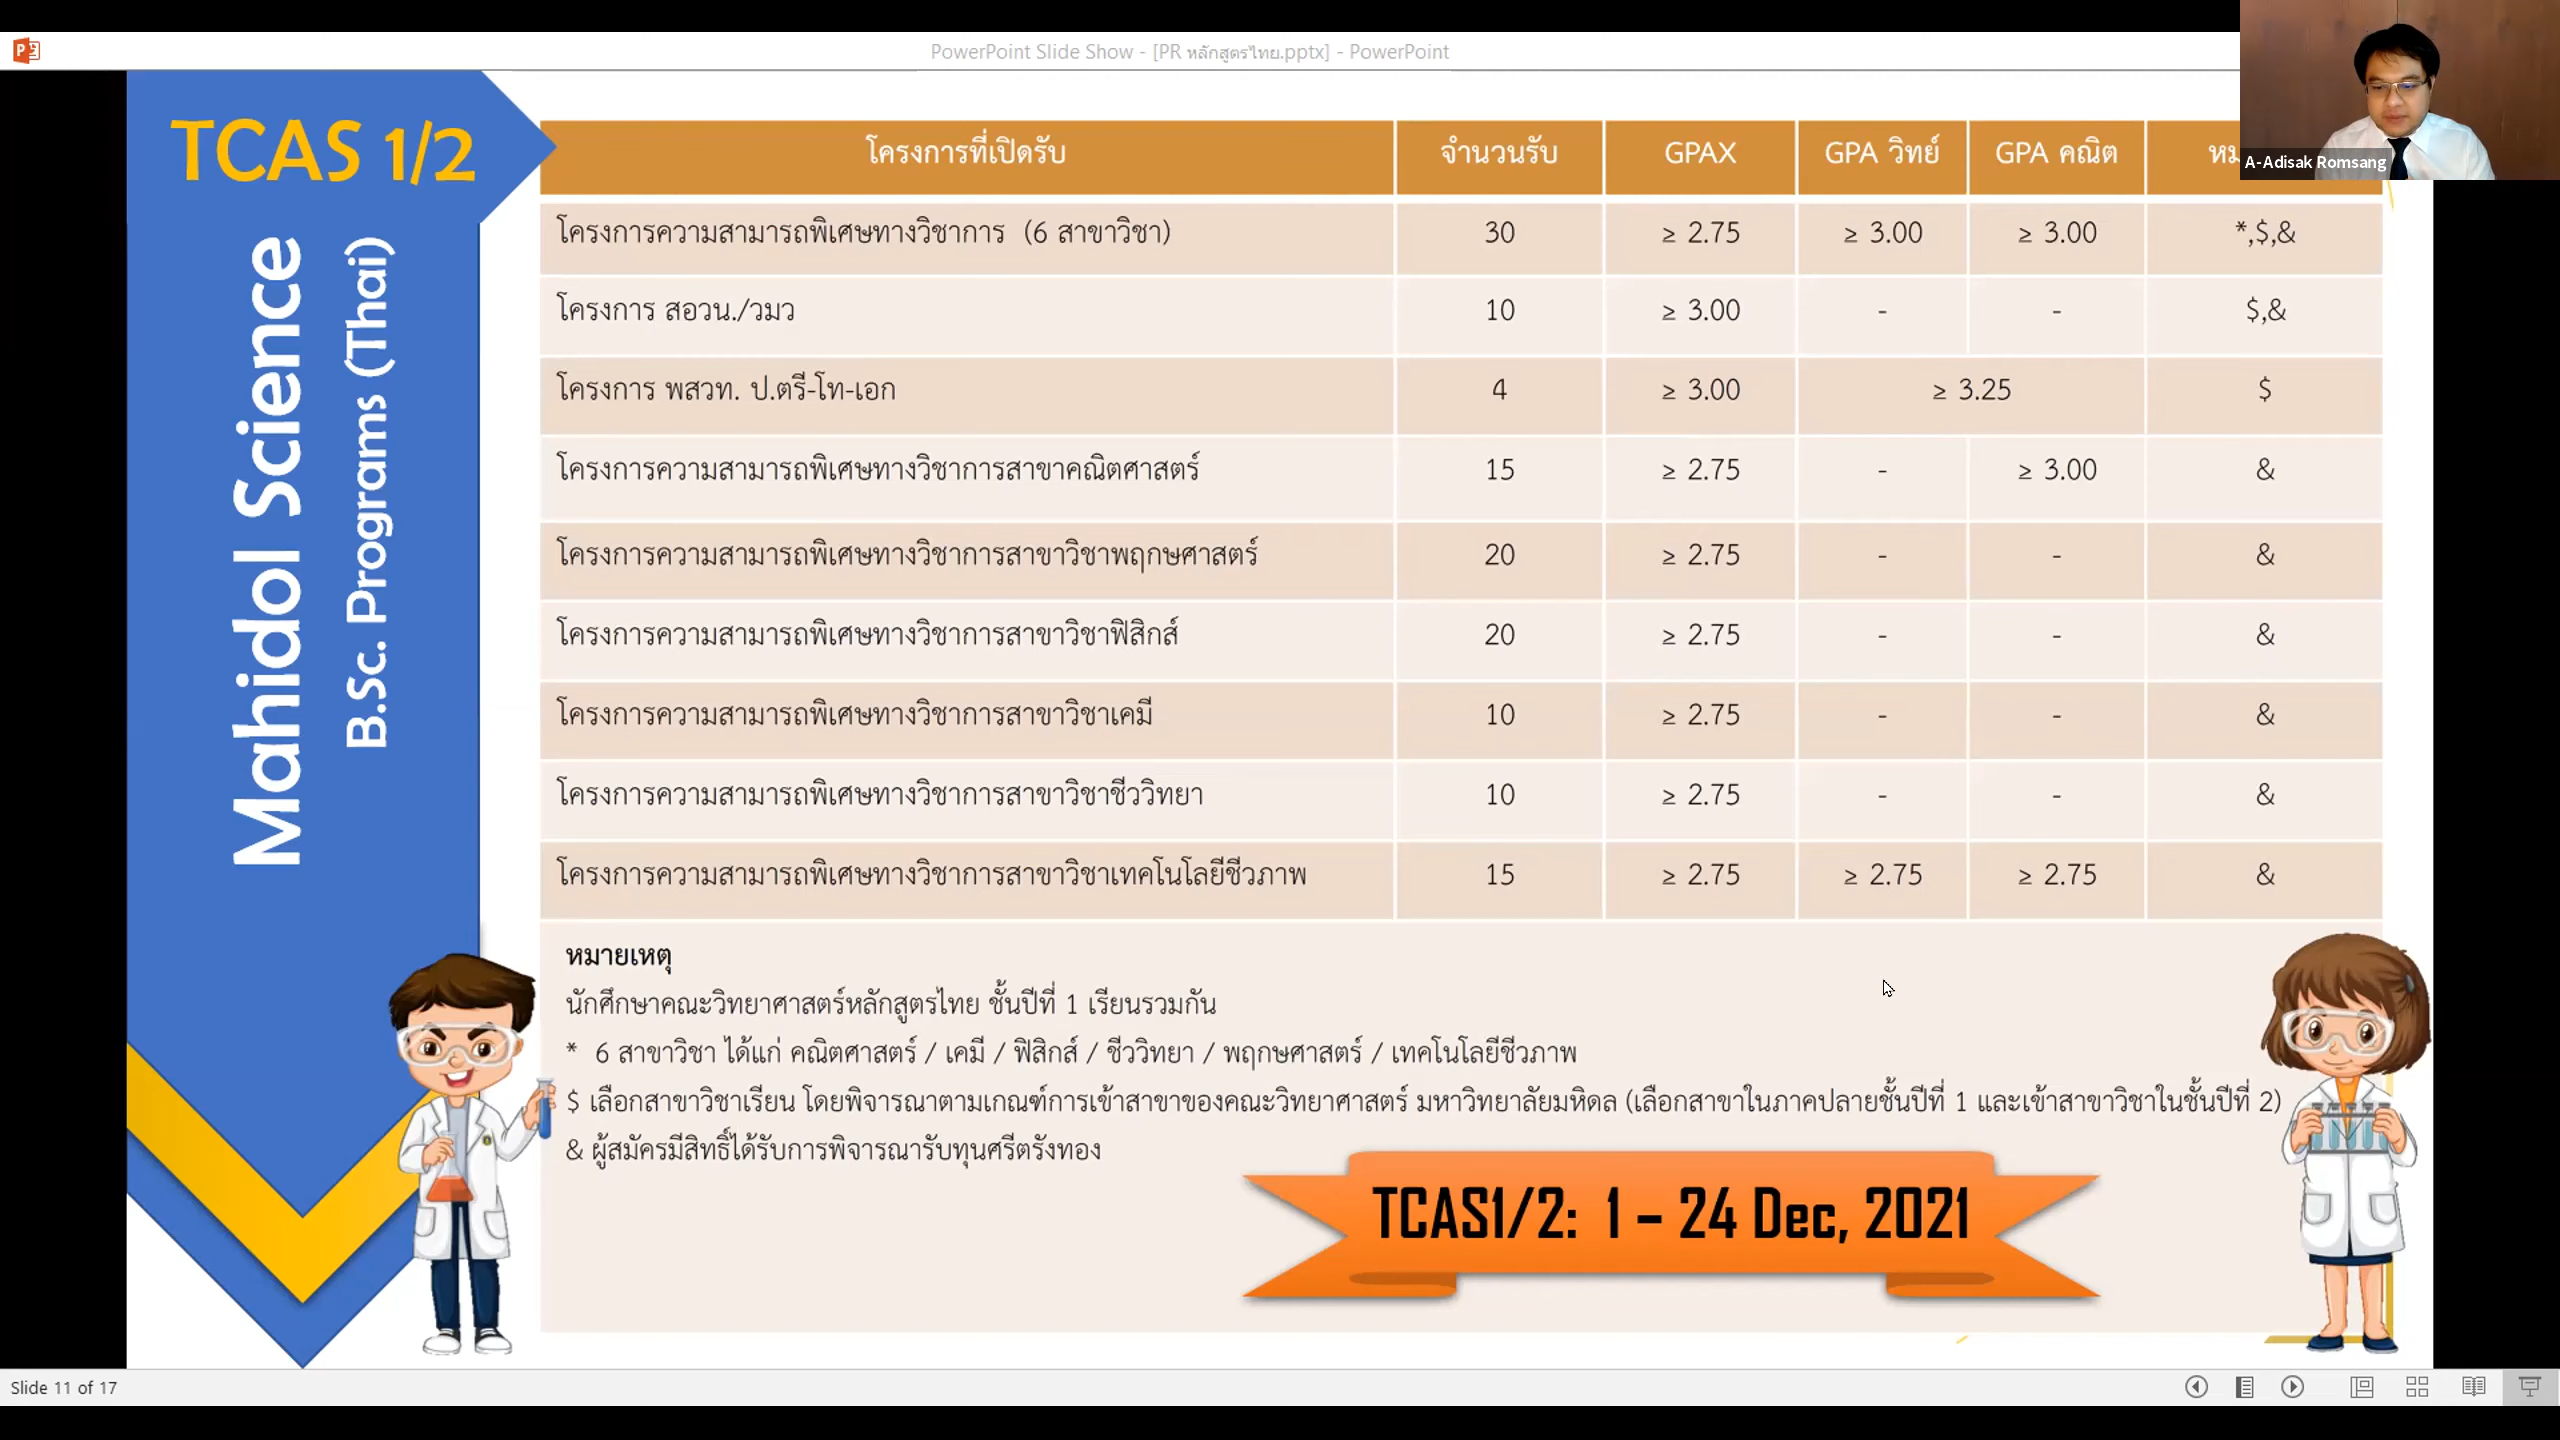 PowerPoint Slide Show - [PR หลักสูตรไทย.pptx] - PowerPoint
A-Adisak Romsang
TCAS 1/2
Mahidol Science
B.Sc. Programs (Thai)
โครงการที่เปิดรับ จำนวนรับ GPAX GPA วิทย์ GPA คณิต
โครงการความสามารถพิเศษทางวิชาการ (6 สาขาวิชา) 30 ≥ 2.75 ≥ 3.00 ≥ 3.00 *,$,&
โครงการ สอวน./วมว 10 ≥ 3.00 - - $,&
โครงการ พสวท. ป.ตรี-โท-เอก 4 ≥ 3.00 ≥ 3.25 $
โครงการความสามารถพิเศษทางวิชาการสาขาคณิตศาสตร์ 15 ≥ 2.75 - ≥ 3.00 &
โครงการความสามารถพิเศษทางวิชาการสาขาวิชาพฤกษศาสตร์ 20 ≥ 2.75 - - &
โครงการความสามารถพิเศษทางวิชาการสาขาวิชาฟิสิกส์ 20 ≥ 2.75 - - &
โครงการความสามารถพิเศษทางวิชาการสาขาวิชาเคมี 10 ≥ 2.75 - - &
โครงการความสามารถพิเศษทางวิชาการสาขาวิชาชีววิทยา 10 ≥ 2.75 - - &
โครงการความสามารถพิเศษทางวิชาการสาขาวิชาเทคโนโลยีชีวภาพ 15 ≥ 2.75 ≥ 2.75 ≥ 2.75 &
หมายเหตุ
นักศึกษาคณะวิทยาศาสตร์หลักสูตรไทย ชั้นปีที่ 1 เรียนรวมกัน
* 6 สาขาวิชา ได้แก่ คณิตศาสตร์ / เคมี / ฟิสิกส์ / ชีววิทยา / พฤกษศาสตร์ / เทคโนโลยีชีวภาพ
$ เลือกสาขาวิชาเรียน โดยพิจารณาตามเกณฑ์การเข้าสาขาของคณะวิทยาศาสตร์ มหาวิทยาลัยมหิดล (เลือกสาขาในภาคปลายชั้นปีที่ 1 และเข้าสาขาวิชาในชั้นปีที่ 2)
& ผู้สมัครมีสิทธิ์ได้รับการพิจารณารับทุนศรีตรังทอง
TCAS1/2: 1 – 24 Dec, 2021
Slide 11 of 17